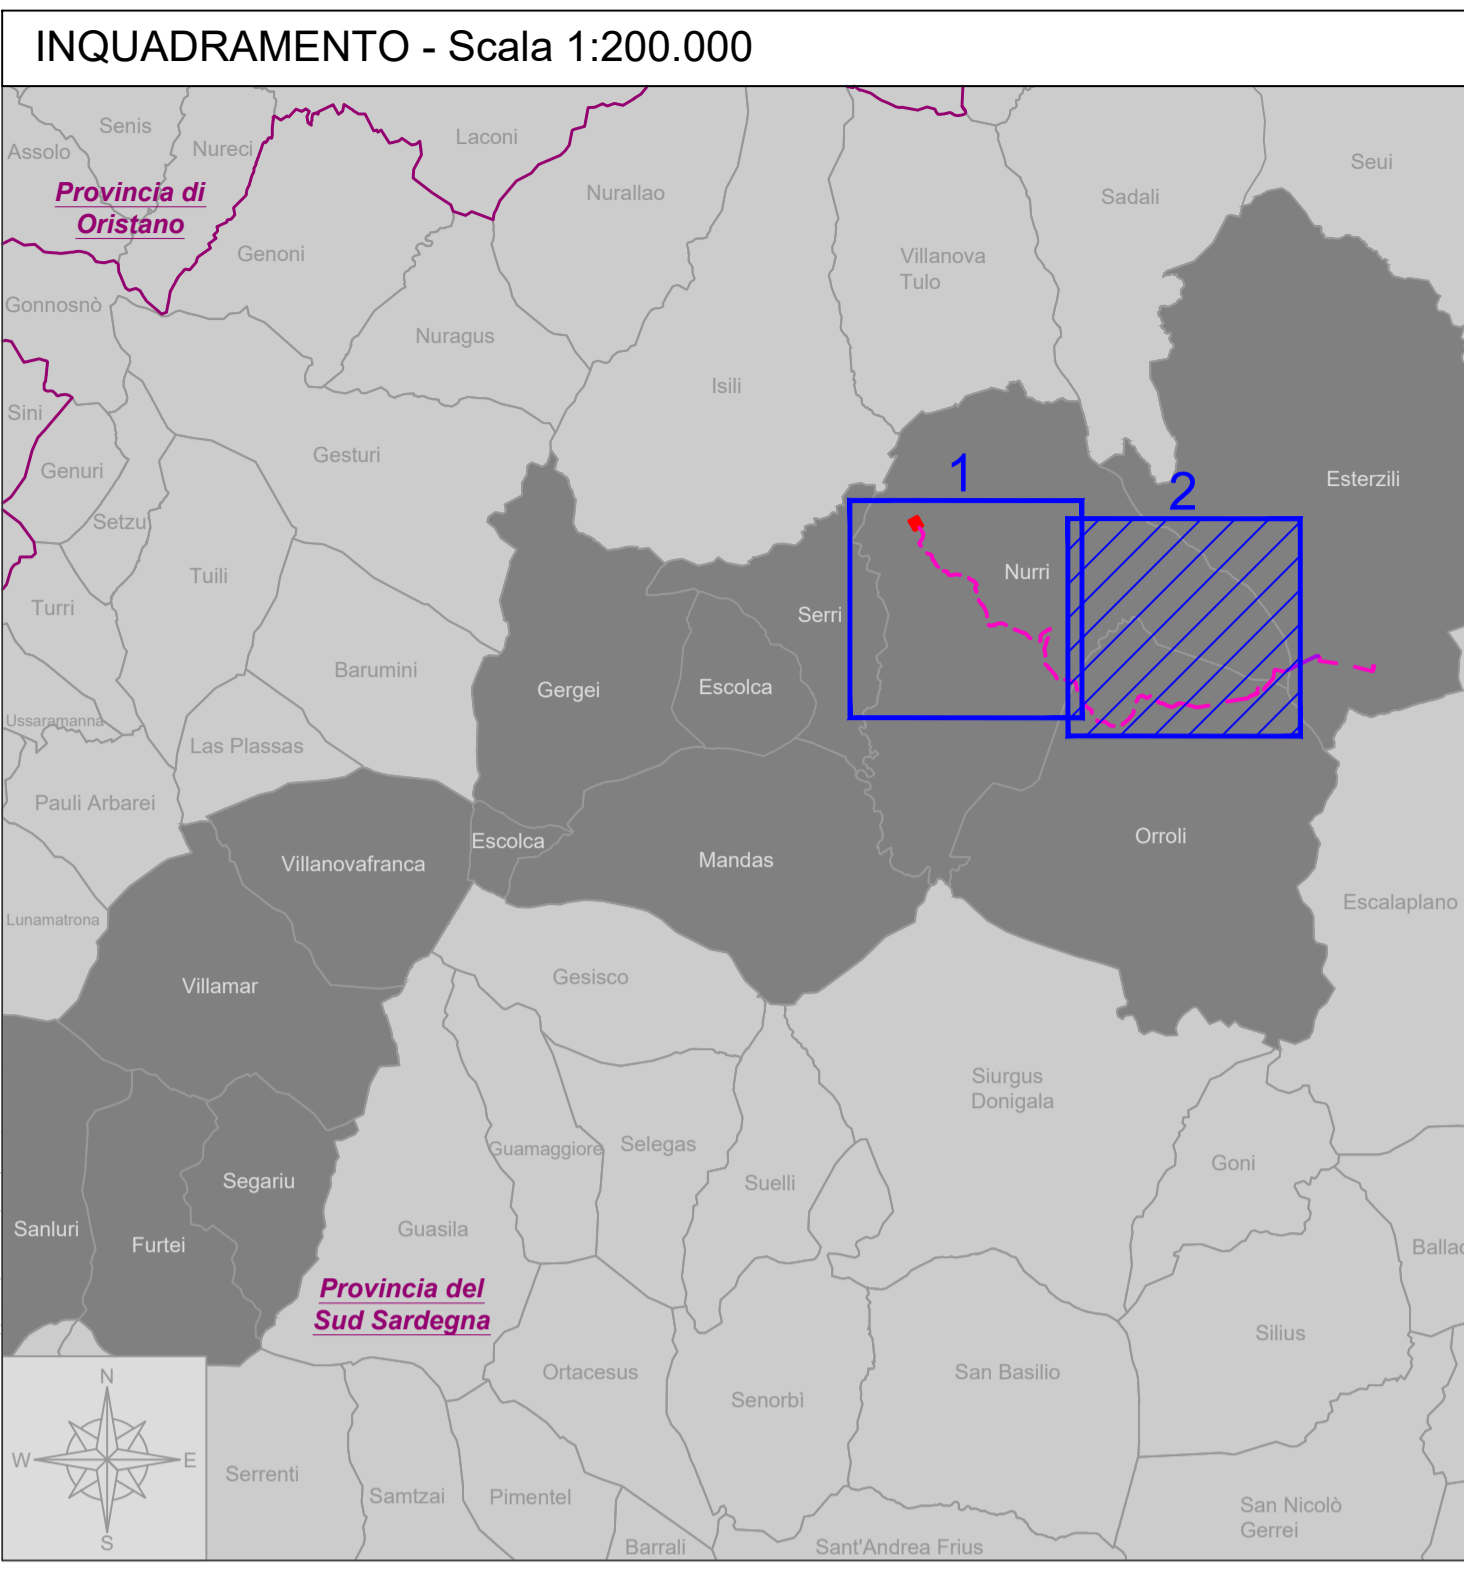 INQUADRAMENTO - Scala 1:200.000
Senis
Laconi
Assolo
Nureci
Seui
Provincia di
Oristano
Nurallao
Sadali
Genoni
Villanova
Tulo
Gonnosnò
Nuragus
Isili
Sini
Gesturi
Genuri
1
2
Esterzili
Setzu
Tuili
Nurri
Turri
Serri
Barumini
Gergei
Escolca
Ussaramanna
Las Plassas
Pauli Arbarei
Orroli
Escolca
Villanovafranca
Mandas
Lunamatrona
Escalaplano
Villamar
Gesisco
Siurgus
Donigala
Guamaggiore
Selegas
Goni
Segariu
Suelli
Sanluri
Furtei
Guasila
Ballao
Provincia del
Sud Sardegna
Silius
Ortacesus
San Basilio
Senorbì
N
W
E
S
Serrenti
Samtzai
Pimentel
San Nicolò
Gerrei
Barrali
Sant'Andrea Frius